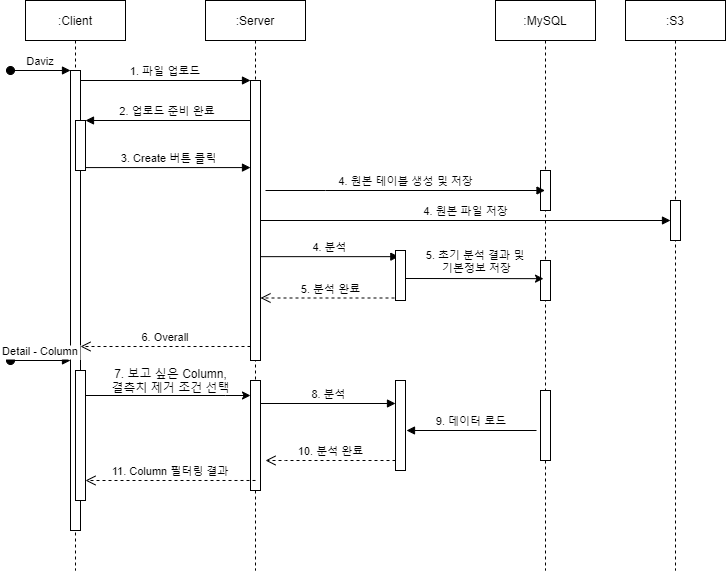 :Client
:Server
:MySQL
:S3
Daviz
1. 파일 업로드
2. 업로드 준비 완료
3. Create 버튼 클릭
4. 원본 테이블 생성 및 저장
4. 원본 파일 저장
4. 분석
5. 초기 분석 결과 및
기본정보 저장
5. 분석 완료
6. Overall
Detail - Column
7. 보고 싶은 Column,
결측치 제거 조건 선택
8. 분석
9. 데이터 로드
10. 분석 완료
11. Column 필터링 결과